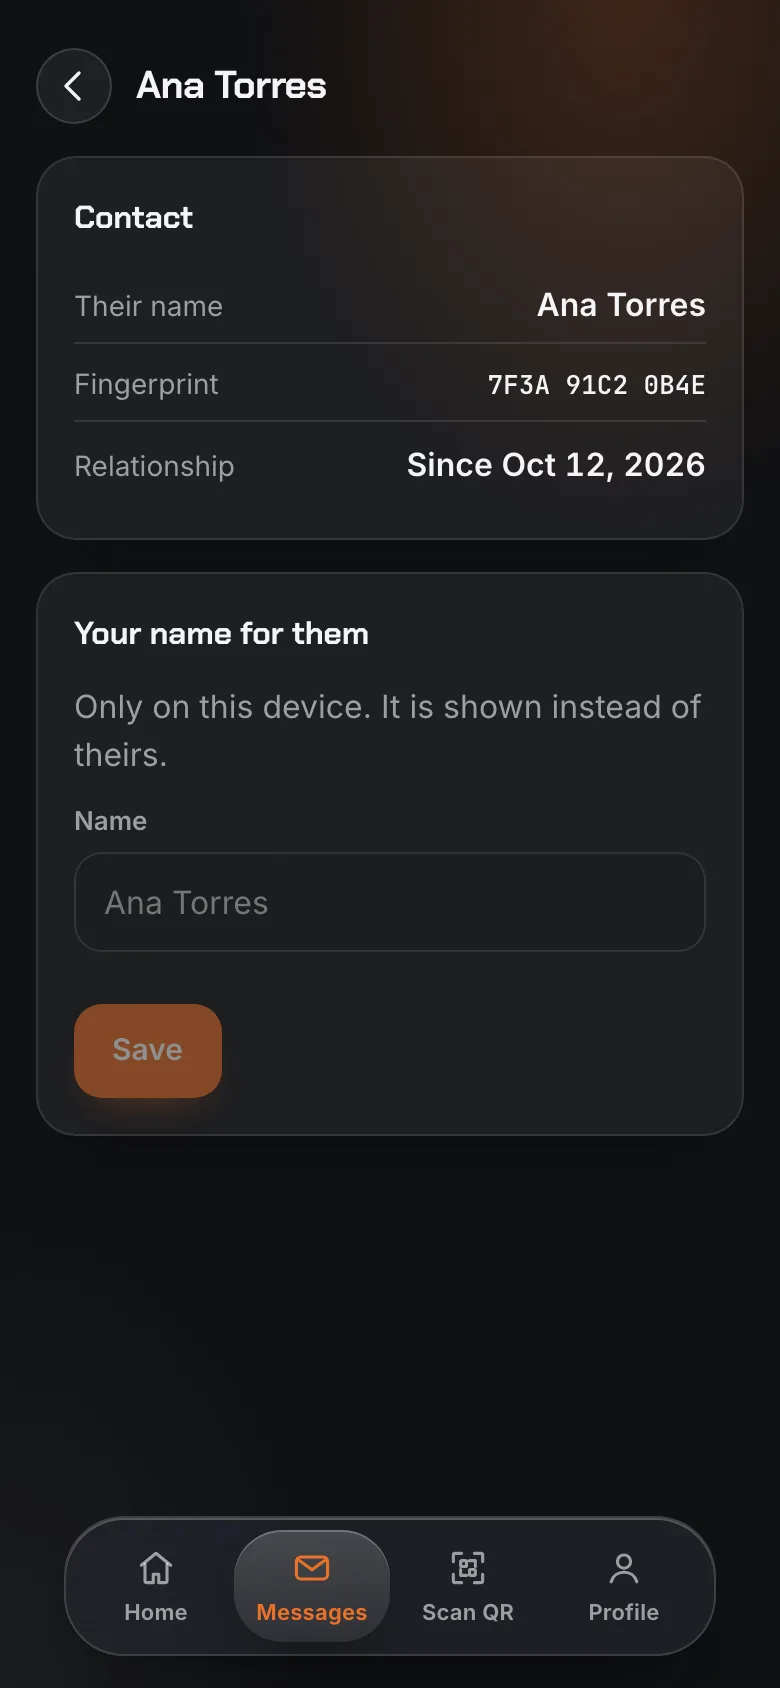 Ana Torres
Contact
Their name Ana Torres
Fingerprint 7F3A 91C2 0B4E
Relationship Since Oct 12, 2026
Your name for them
Only on this device. It is shown instead of
theirs.
Name
Ana Torres
Save
Home Messages Scan QR Profile